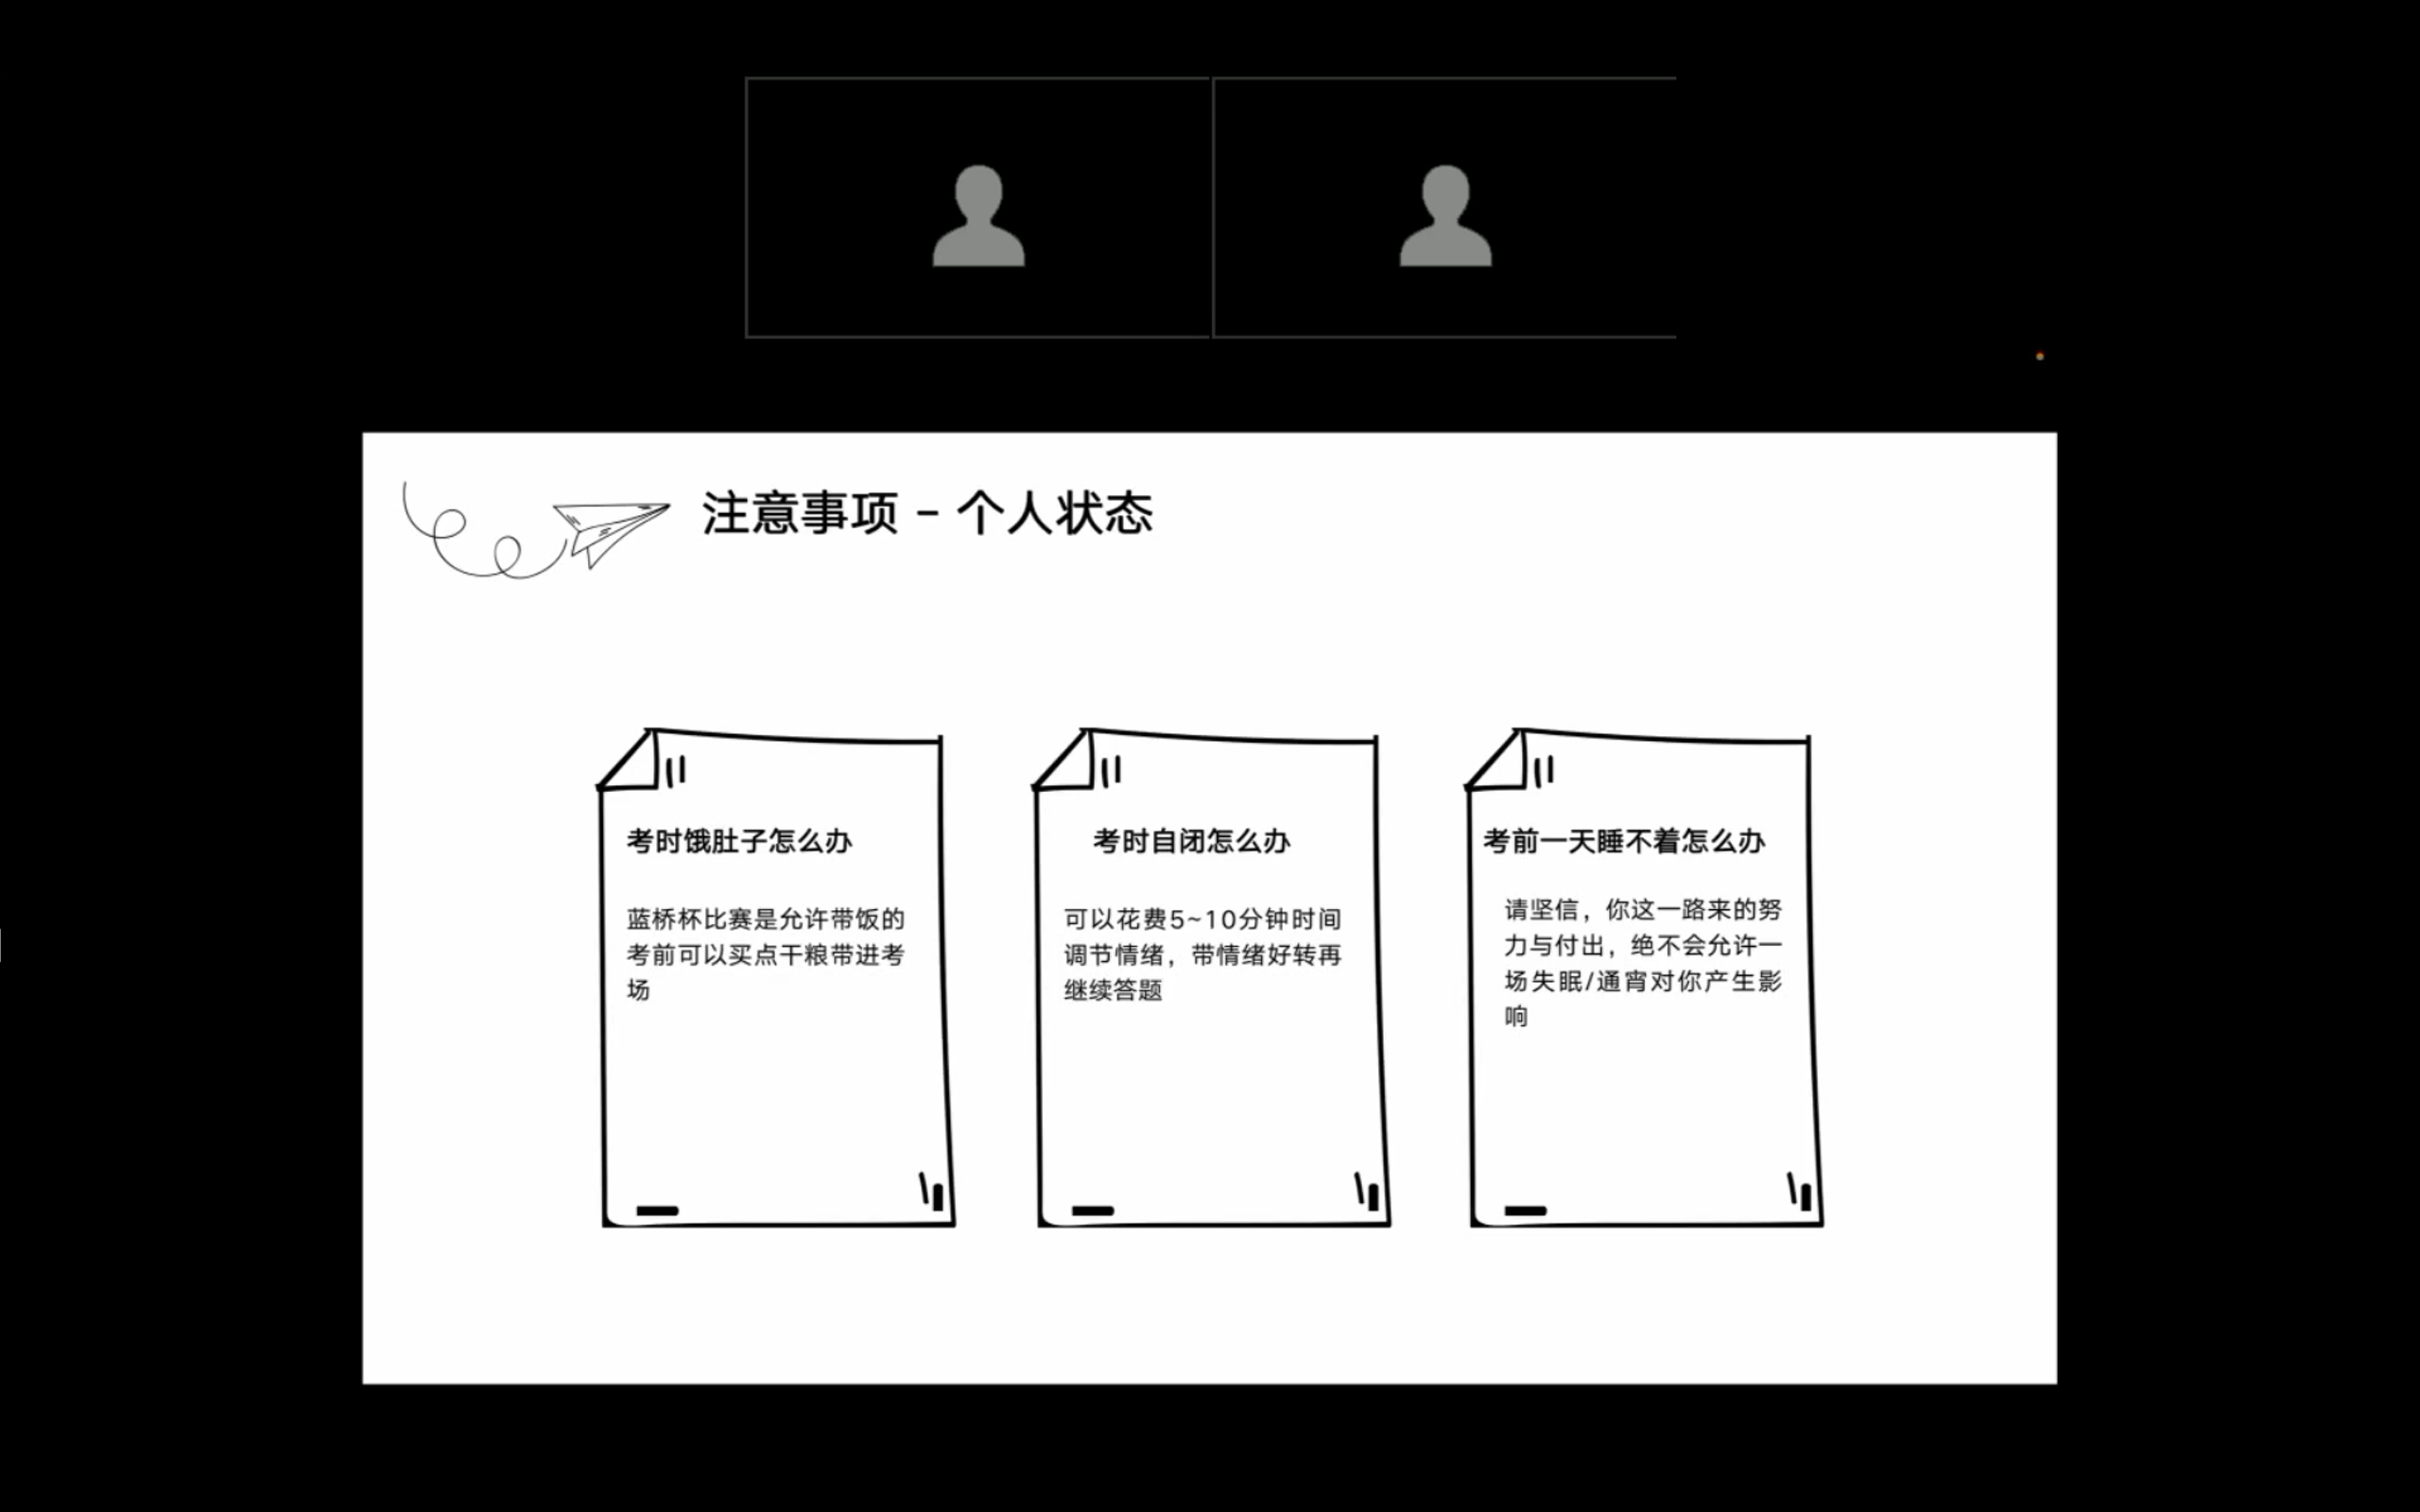 注意事项 - 个人状态
考时饿肚子怎么办
蓝桥杯比赛是允许带饭的
考前可以买点干粮带进考
场
考时自闭怎么办
可以花费5~10分钟时间
调节情绪，带情绪好转再
继续答题
考前一天睡不着怎么办
请坚信，你这一路来的努
力与付出，绝不会允许一
场失眠/通宵对你产生影
响